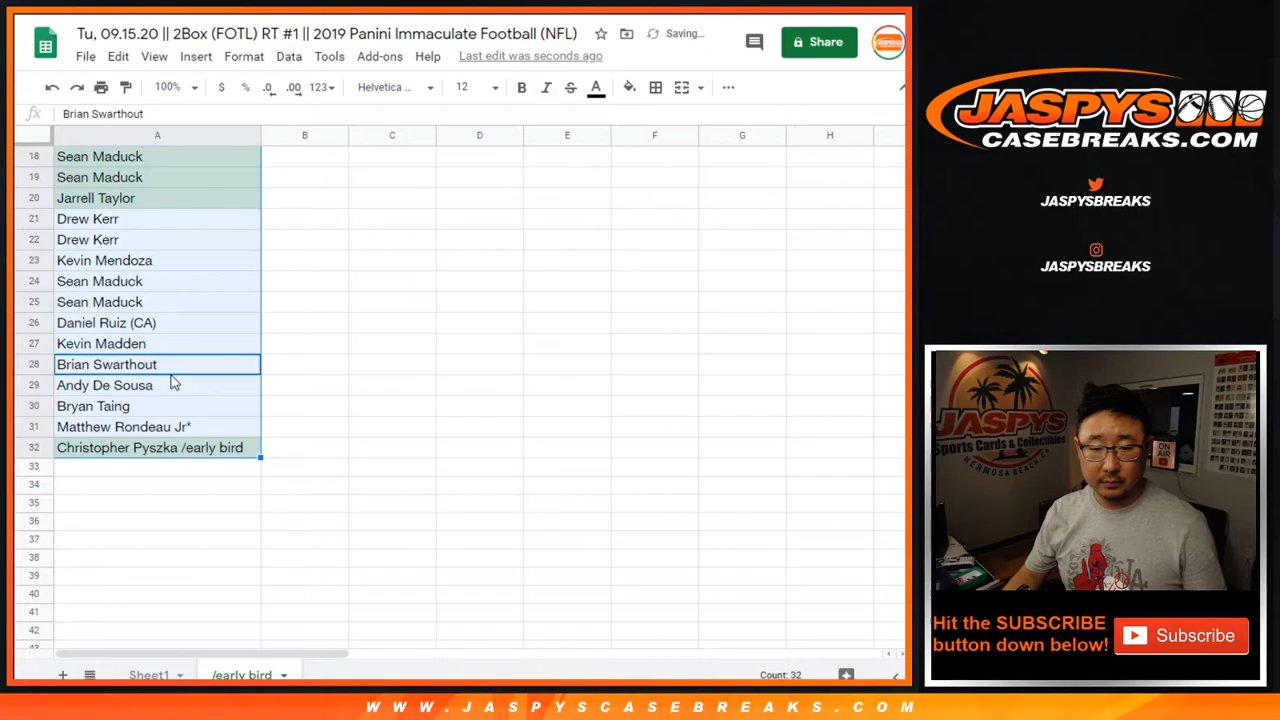 Tu, 09.15.20 || 2Box (FOTL) RT #1 || 2019 Panini Immaculate Football (NFL)
Saving...
File Edit View Insert Format Data Tools Add-ons Help Last edit was seconds ago
Share
100% $ % .0 .00 123 Helvetica ... 12 B I S A
fx Brian Swarthout
A B C D E F G H
18 Sean Maduck
19 Sean Maduck
20 Jarrell Taylor
21 Drew Kerr
22 Drew Kerr
23 Kevin Mendoza
24 Sean Maduck
25 Sean Maduck
26 Daniel Ruiz (CA)
27 Kevin Madden
28 Brian Swarthout
29 Andy De Sousa
30 Bryan Taing
31 Matthew Rondeau Jr*
32 Christopher Pyszka /early bird
33
34
35
36
37
38
39
40
41
42
43
Sheet1 /early bird Count: 32
JASPYS
CASEBREAKS.COM
JASPYSBREAKS
JASPYSBREAKS
JASPYS
Sports Cards & Collectibles
HERMOSA BEACH, CA
ON AIR
Hit the SUBSCRIBE
button down below!
Subscribe
WWW.JASPYSCASEBREAKS.COM